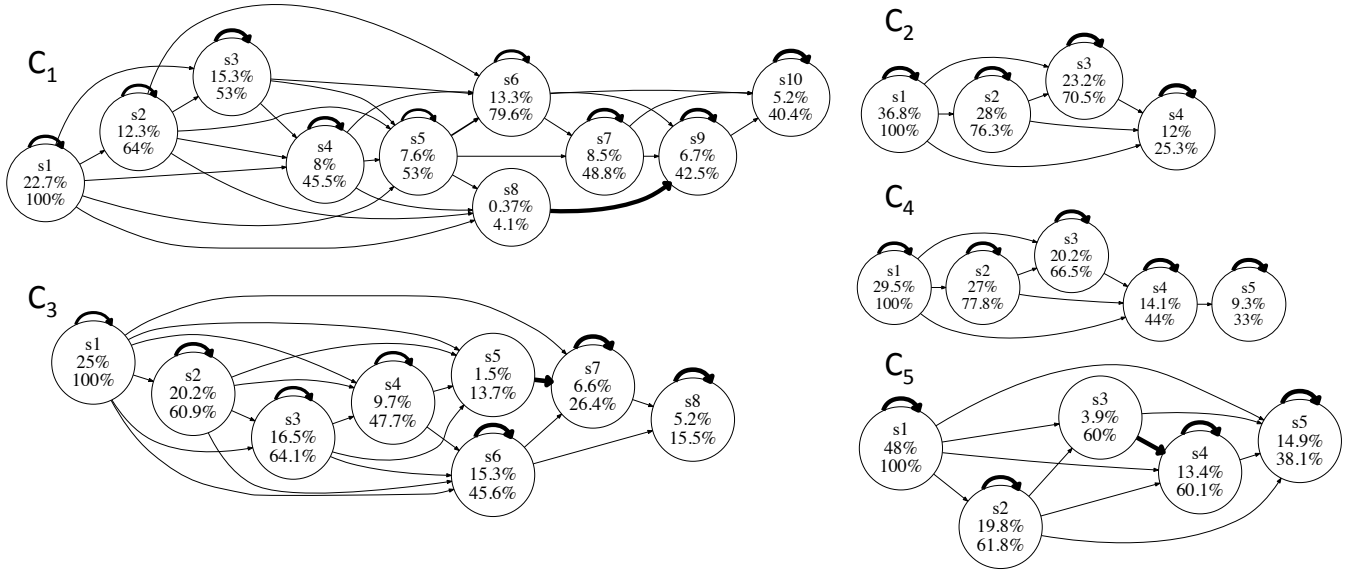 C1
s1
22.7%
100%
s2
12.3%
64%
s3
15.3%
53%
s4
8%
45.5%
s5
7.6%
53%
s6
13.3%
79.6%
s7
8.5%
48.8%
s8
0.37%
4.1%
s9
6.7%
42.5%
s10
5.2%
40.4%
C2
s1
36.8%
100%
s2
28%
76.3%
s3
23.2%
70.5%
s4
12%
25.3%
C3
s1
25%
100%
s2
20.2%
60.9%
s3
16.5%
64.1%
s4
9.7%
47.7%
s5
1.5%
13.7%
s6
15.3%
45.6%
s7
6.6%
26.4%
s8
5.2%
15.5%
C4
s1
29.5%
100%
s2
27%
77.8%
s3
20.2%
66.5%
s4
14.1%
44%
s5
9.3%
33%
C5
s1
48%
100%
s2
19.8%
61.8%
s3
3.9%
60%
s4
13.4%
60.1%
s5
14.9%
38.1%